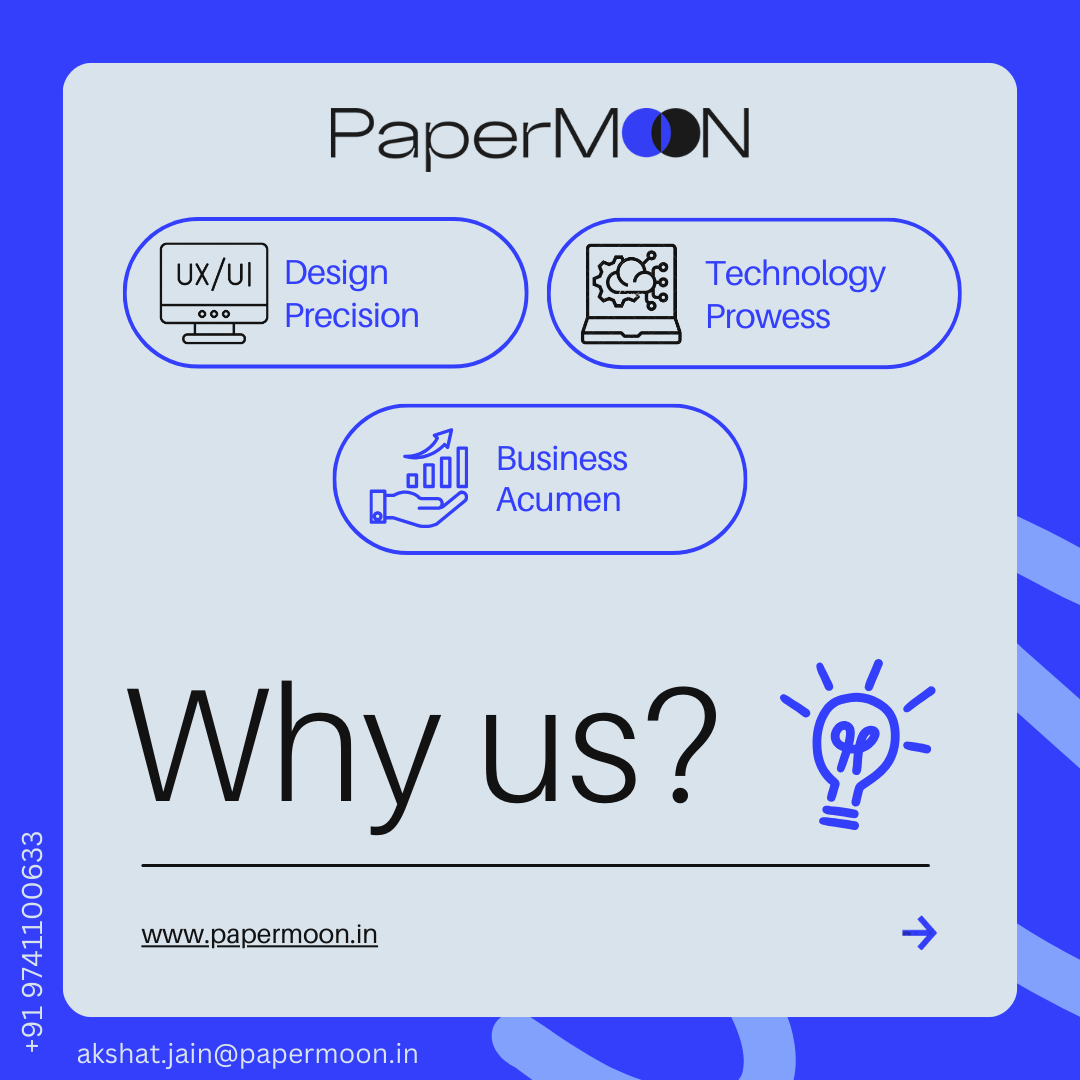 PaperMOON
UX/UI
Design
Precision
Technology
Prowess
Business
Acumen
Why us?
www.papermoon.in
+91 9741100633
akshat.jain@papermoon.in